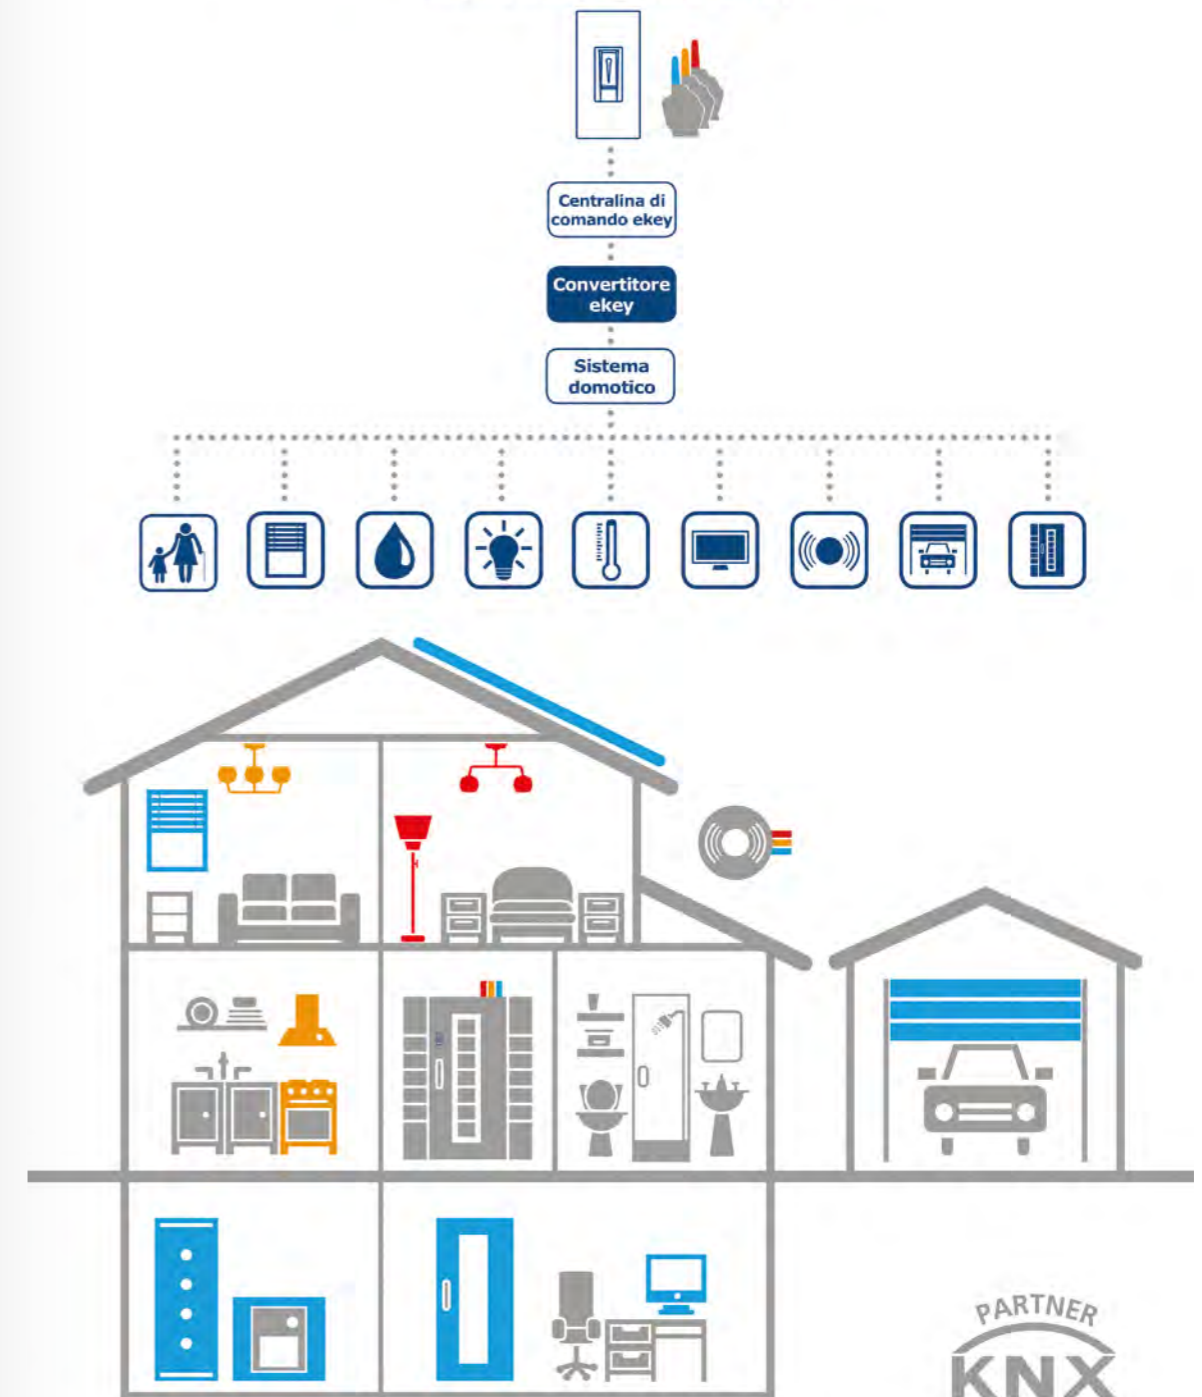 Centralina di
comando ekey
Convertitore
ekey
Sistema
domotico
PARTNER
KNX